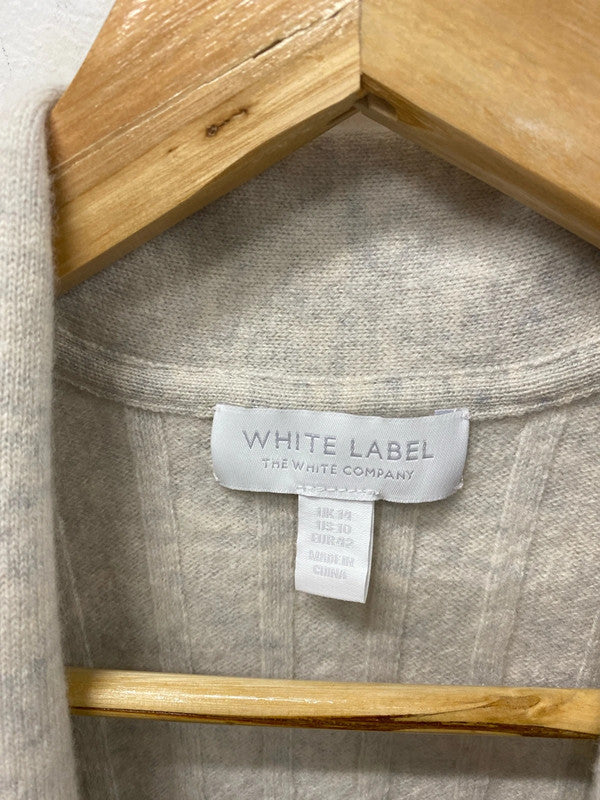 WHITE LABEL
THE WHITE COMPANY
UK 14
US 10
EUR 42
MADE IN
CHINA